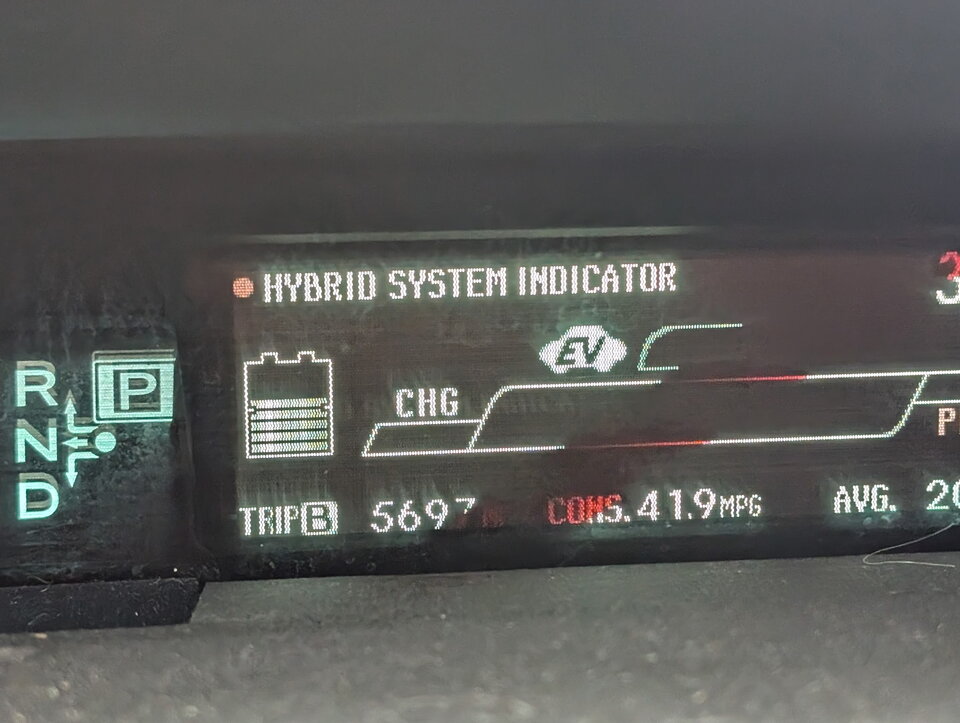 HYBRID SYSTEM INDICATOR
EV
R P
CHG
N
D
TRIP B 5697 CONS. 41.9 MPG AVG.